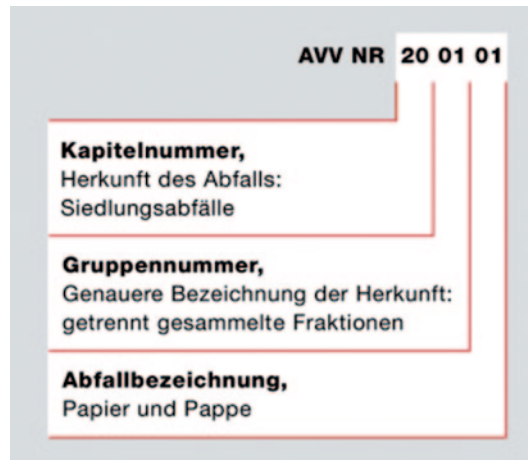 AVV NR 20 01 01
Kapitelnummer,
Herkunft des Abfalls:
Siedlungsabfälle
Gruppennummer,
Genauere Bezeichnung der Herkunft:
getrennt gesammelte Fraktionen
Abfallbezeichnung,
Papier und Pappe